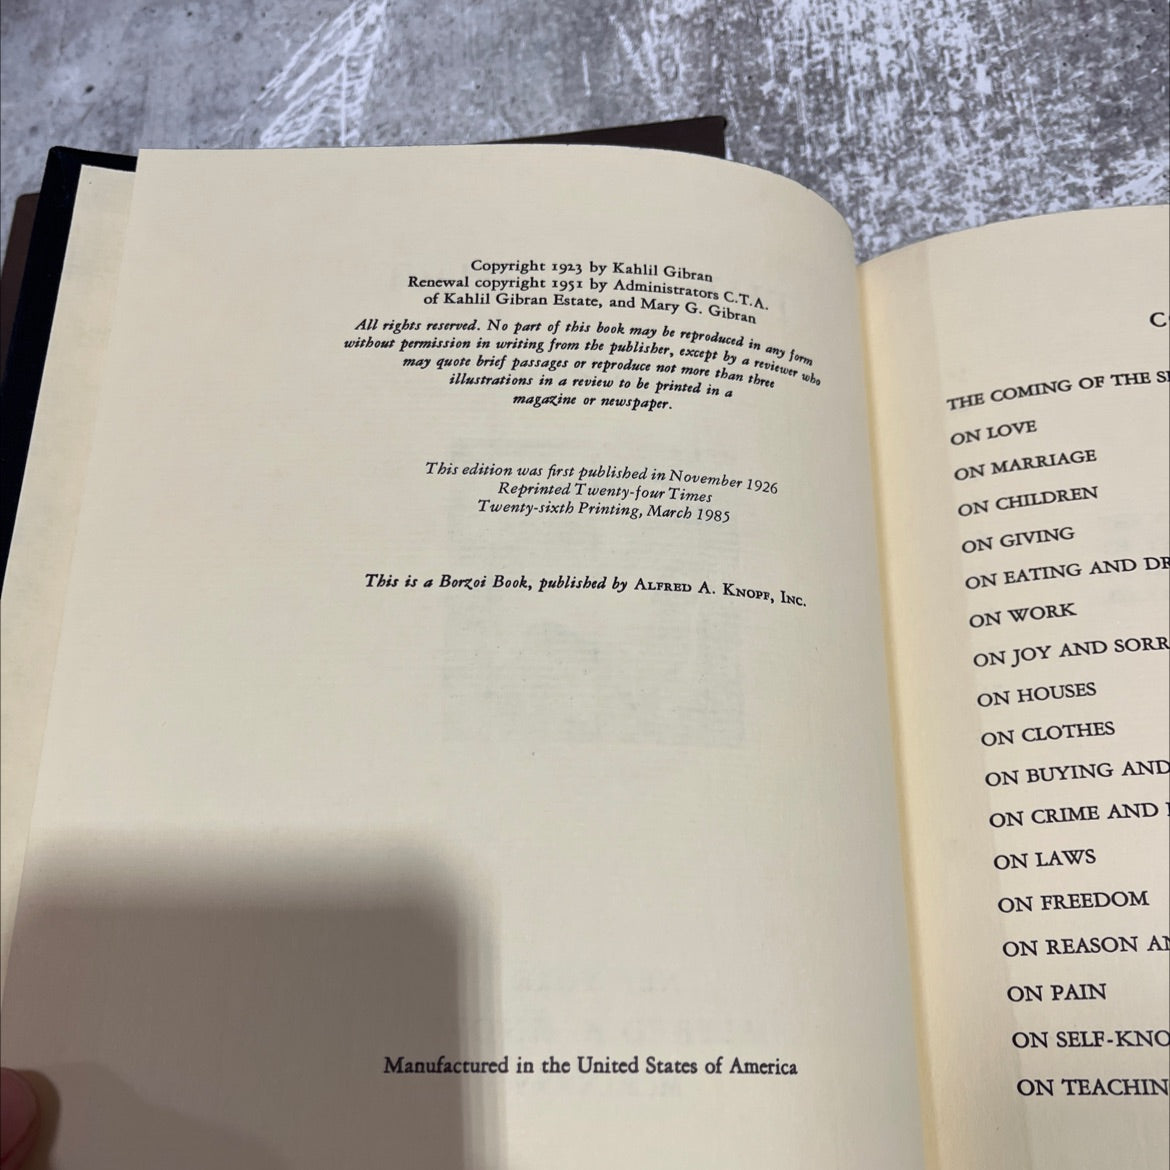 Copyright 1923 by Kahlil Gibran
Renewal copyright 1951 by Administrators C.T.A.
of Kahlil Gibran Estate, and Mary G. Gibran
All rights reserved. No part of this book may be reproduced in any form
without permission in writing from the publisher, except by a reviewer who
may quote brief passages or reproduce not more than three
illustrations in a review to be printed in a
magazine or newspaper.
This edition was first published in November 1926
Reprinted Twenty-four Times
Twenty-sixth Printing, March 1985
This is a Borzoi Book, published by ALFRED A. KNOPF, INC.
Manufactured in the United States of America
THE COMING OF THE
ON LOVE
ON MARRIAGE
ON CHILDREN
ON GIVING
ON EATING AND
ON WORK
ON JOY AND
ON HOUSES
ON CLOTHES
ON BUYING AND
ON CRIME AND
ON LAWS
ON FREEDOM
ON REASON
ON PAIN
ON
ON